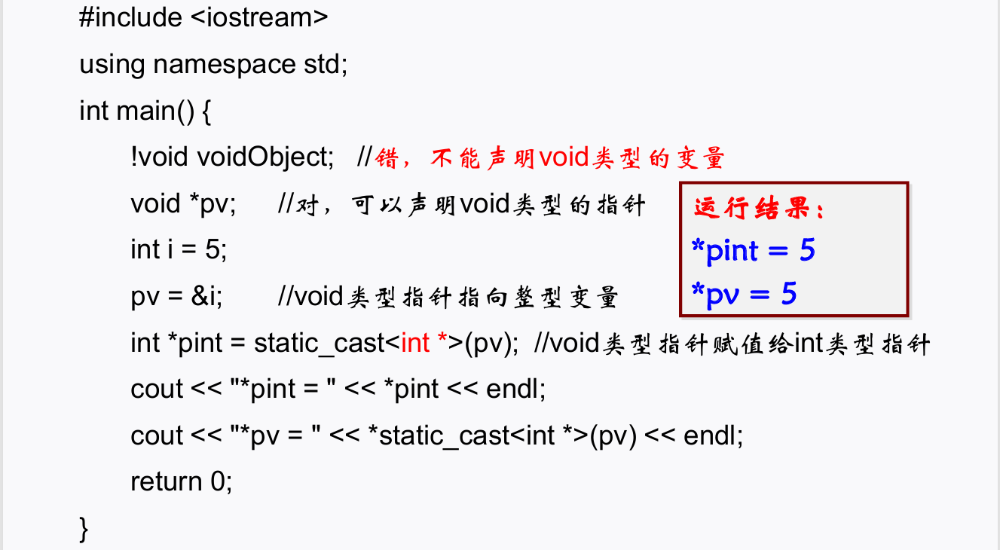 #include <iostream>
using namespace std;
int main() {
!void voidObject; //错，不能声明void类型的变量
void *pv; //对，可以声明void类型的指针
int i = 5;
pv = &i; //void类型指针指向整型变量
int *pint = static_cast<int *>(pv); //void类型指针赋值给int类型指针
cout << "*pint = " << *pint << endl;
cout << "*pv = " << *static_cast<int *>(pv) << endl;
return 0;
}
运行结果：
*pint = 5
*pv = 5